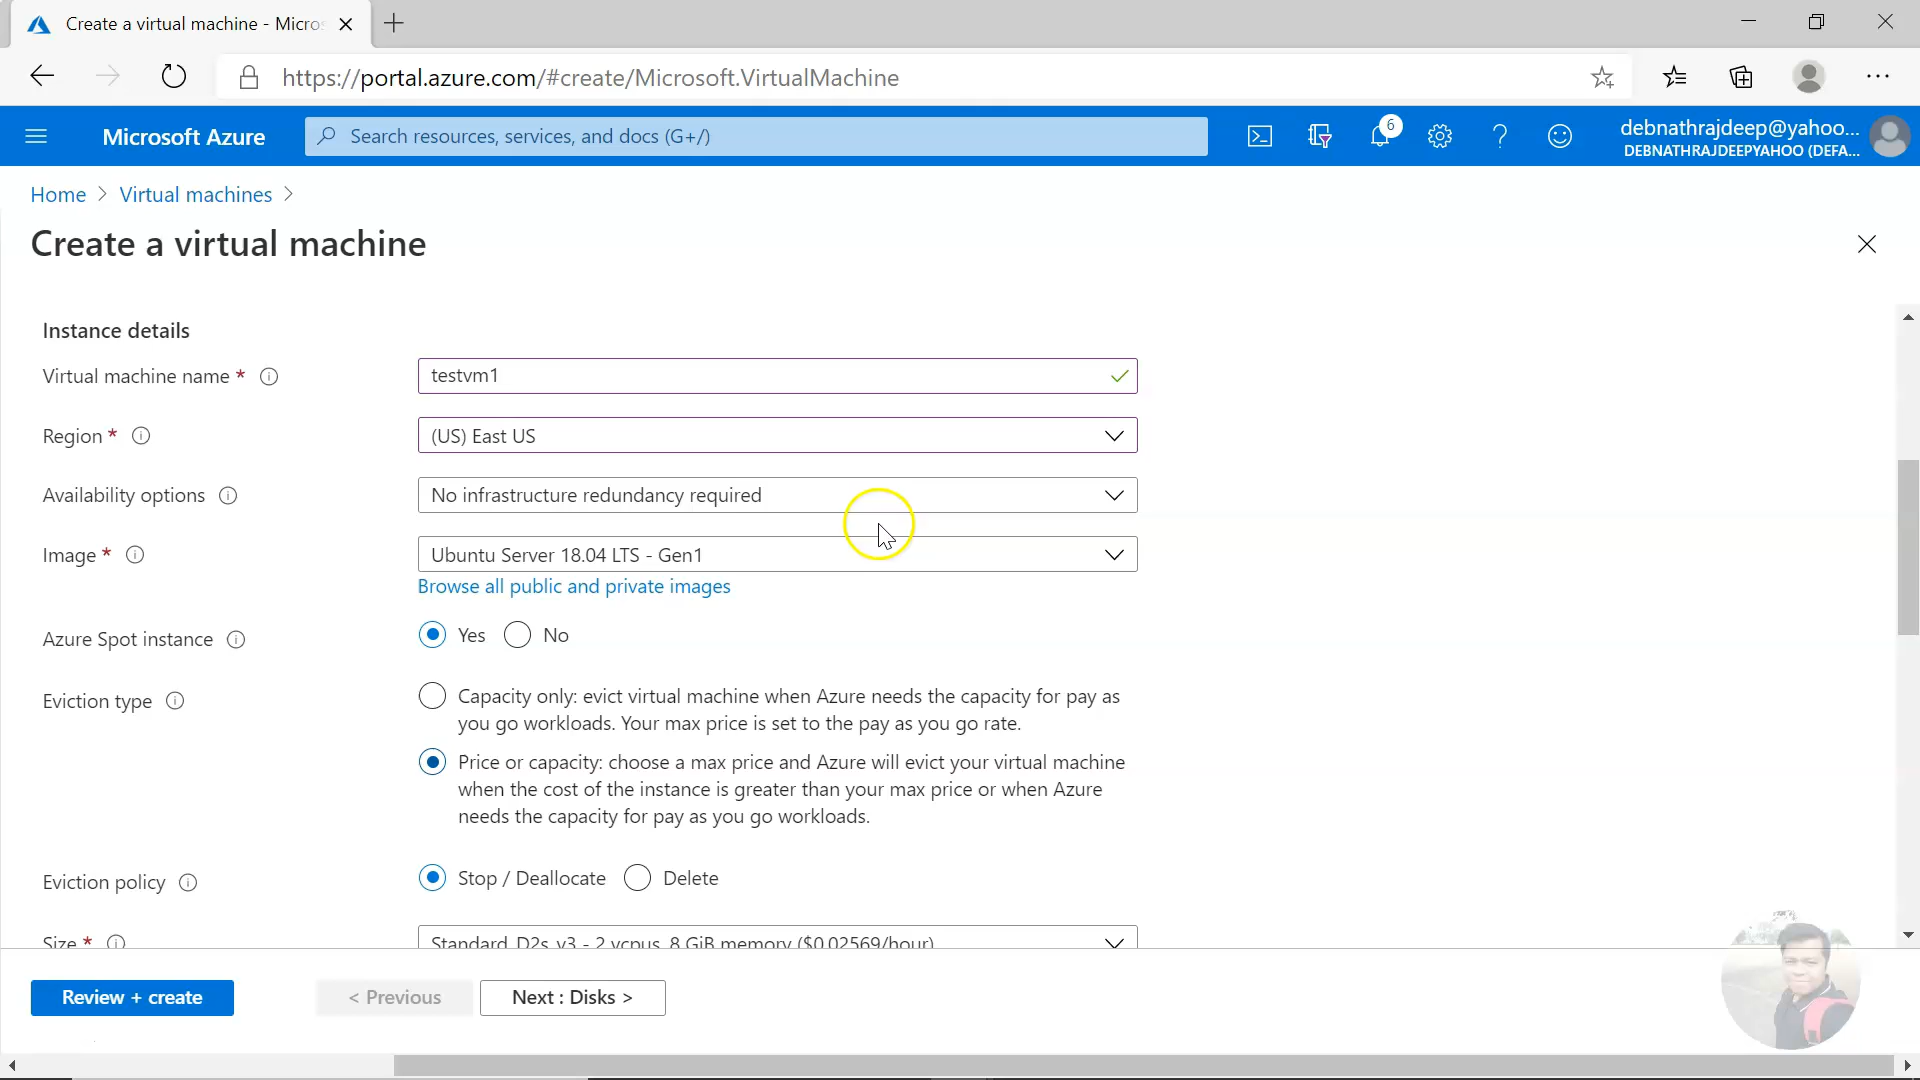 Create a virtual machine - Micros
https://portal.azure.com/#create/Microsoft.VirtualMachine
Microsoft Azure
Search resources, services, and docs (G+/)
6
debnathrajdeep@yahoo...
DEBNATHRAJDEEPYAHOO (DEFA...
Home > Virtual machines >
Create a virtual machine
Instance details
Virtual machine name * testvm1
Region * (US) East US
Availability options No infrastructure redundancy required
Image * Ubuntu Server 18.04 LTS - Gen1
Browse all public and private images
Azure Spot instance Yes No
Eviction type Capacity only: evict virtual machine when Azure needs the capacity for pay as
you go workloads. Your max price is set to the pay as you go rate.
Price or capacity: choose a max price and Azure will evict your virtual machine
when the cost of the instance is greater than your max price or when Azure
needs the capacity for pay as you go workloads.
Eviction policy Stop / Deallocate Delete
Size * Standard_D2s_v3 - 2 vcpus, 8 GiB memory ($0.02569/hour)
Review + create < Previous Next : Disks >